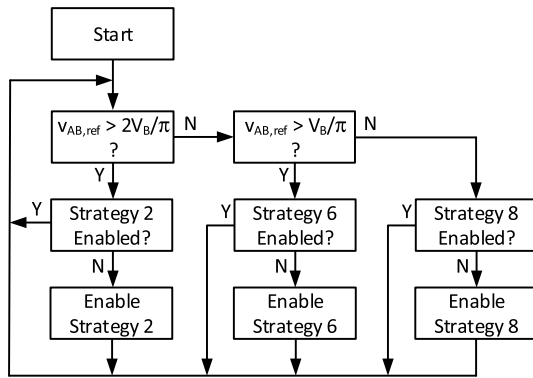 Start
v_AB,ref > 2V_B/π
?
N
v_AB,ref > V_B/π
?
N
Y
Y
Y
Strategy 2
Enabled?
Y
Strategy 6
Enabled?
Y
Strategy 8
Enabled?
N
N
N
Enable
Strategy 2
Enable
Strategy 6
Enable
Strategy 8